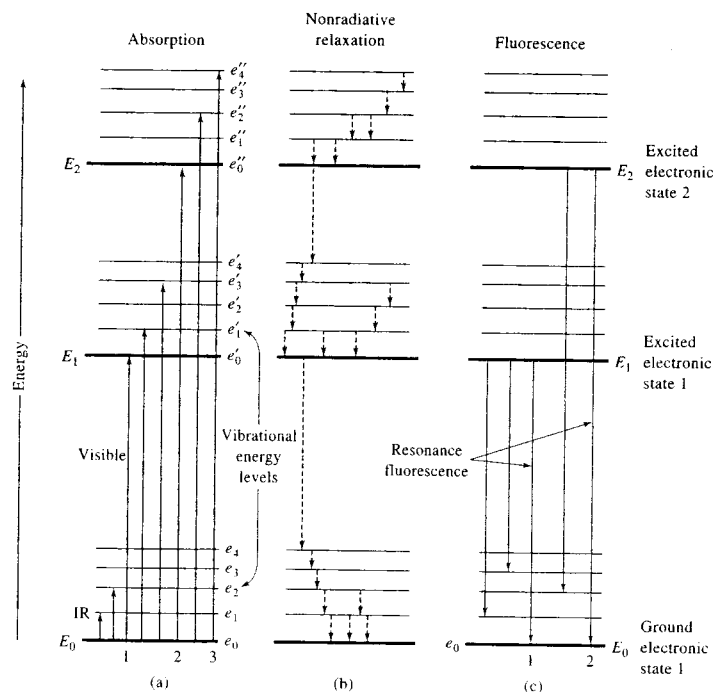 Absorption
Nonradiative
relaxation
Fluorescence
Energy
e″₄
e″₃
e″₂
e″₁
e″₀
E₂
e′₄
e′₃
e′₂
e′₁
e′₀
E₁
Visible
Vibrational
energy
levels
e₄
e₃
e₂
e₁
e₀
IR
E₀
1
2
3
(a)
(b)
E₂
Excited
electronic
state 2
E₁
Excited
electronic
state 1
Resonance
fluorescence
e₀
E₀
Ground
electronic
state 1
1
2
(c)